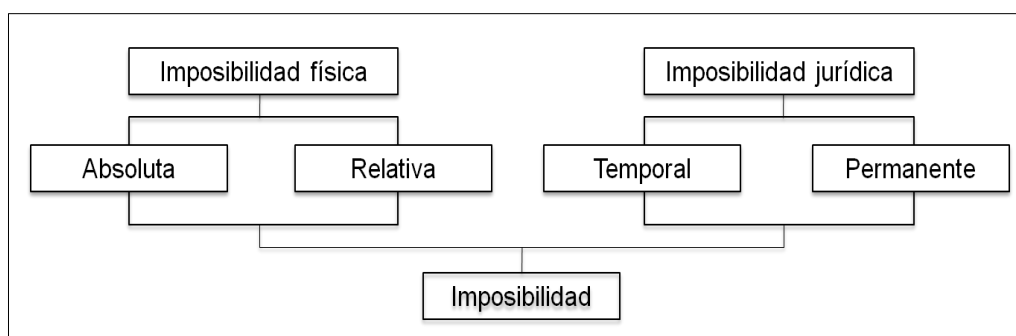 Imposibilidad física
Imposibilidad jurídica
Absoluta
Relativa
Temporal
Permanente
Imposibilidad